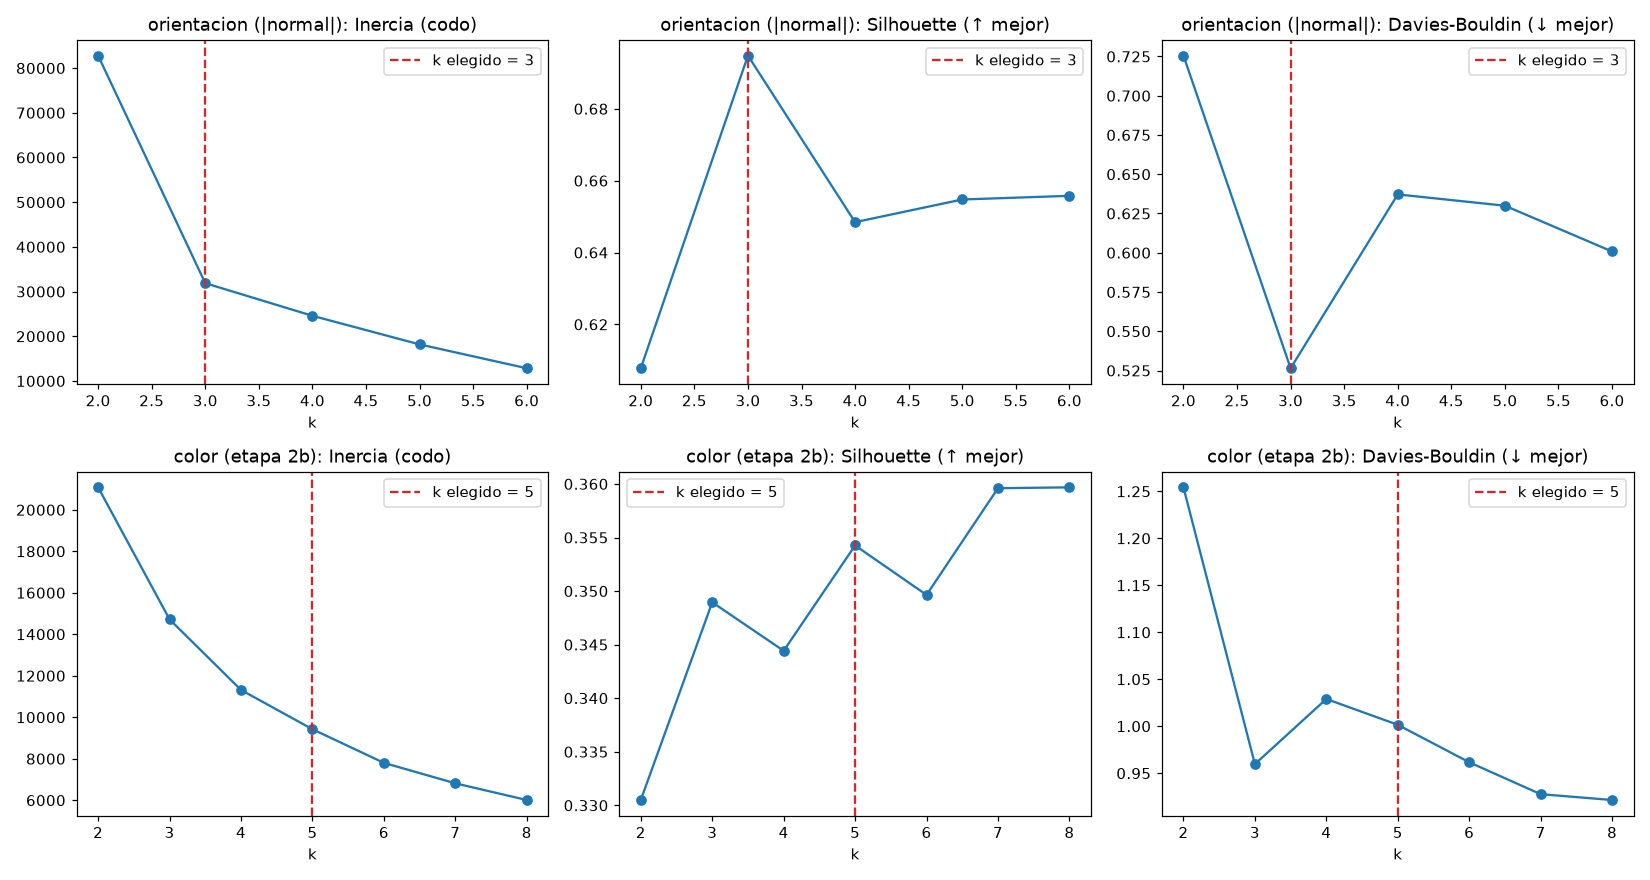 orientacion (|normal|): Inercia (codo)
k elegido = 3
80000
70000
60000
50000
40000
30000
20000
10000
2.0 2.5 3.0 3.5 4.0 4.5 5.0 5.5 6.0
k
orientacion (|normal|): Silhouette (↑ mejor)
k elegido = 3
0.68
0.66
0.64
0.62
2.0 2.5 3.0 3.5 4.0 4.5 5.0 5.5 6.0
k
orientacion (|normal|): Davies-Bouldin (↓ mejor)
k elegido = 3
0.725
0.700
0.675
0.650
0.625
0.600
0.575
0.550
0.525
2.0 2.5 3.0 3.5 4.0 4.5 5.0 5.5 6.0
k
color (etapa 2b): Inercia (codo)
k elegido = 5
20000
18000
16000
14000
12000
10000
8000
6000
2 3 4 5 6 7 8
k
color (etapa 2b): Silhouette (↑ mejor)
k elegido = 5
0.360
0.355
0.350
0.345
0.340
0.335
0.330
2 3 4 5 6 7 8
k
color (etapa 2b): Davies-Bouldin (↓ mejor)
k elegido = 5
1.25
1.20
1.15
1.10
1.05
1.00
0.95
2 3 4 5 6 7 8
k